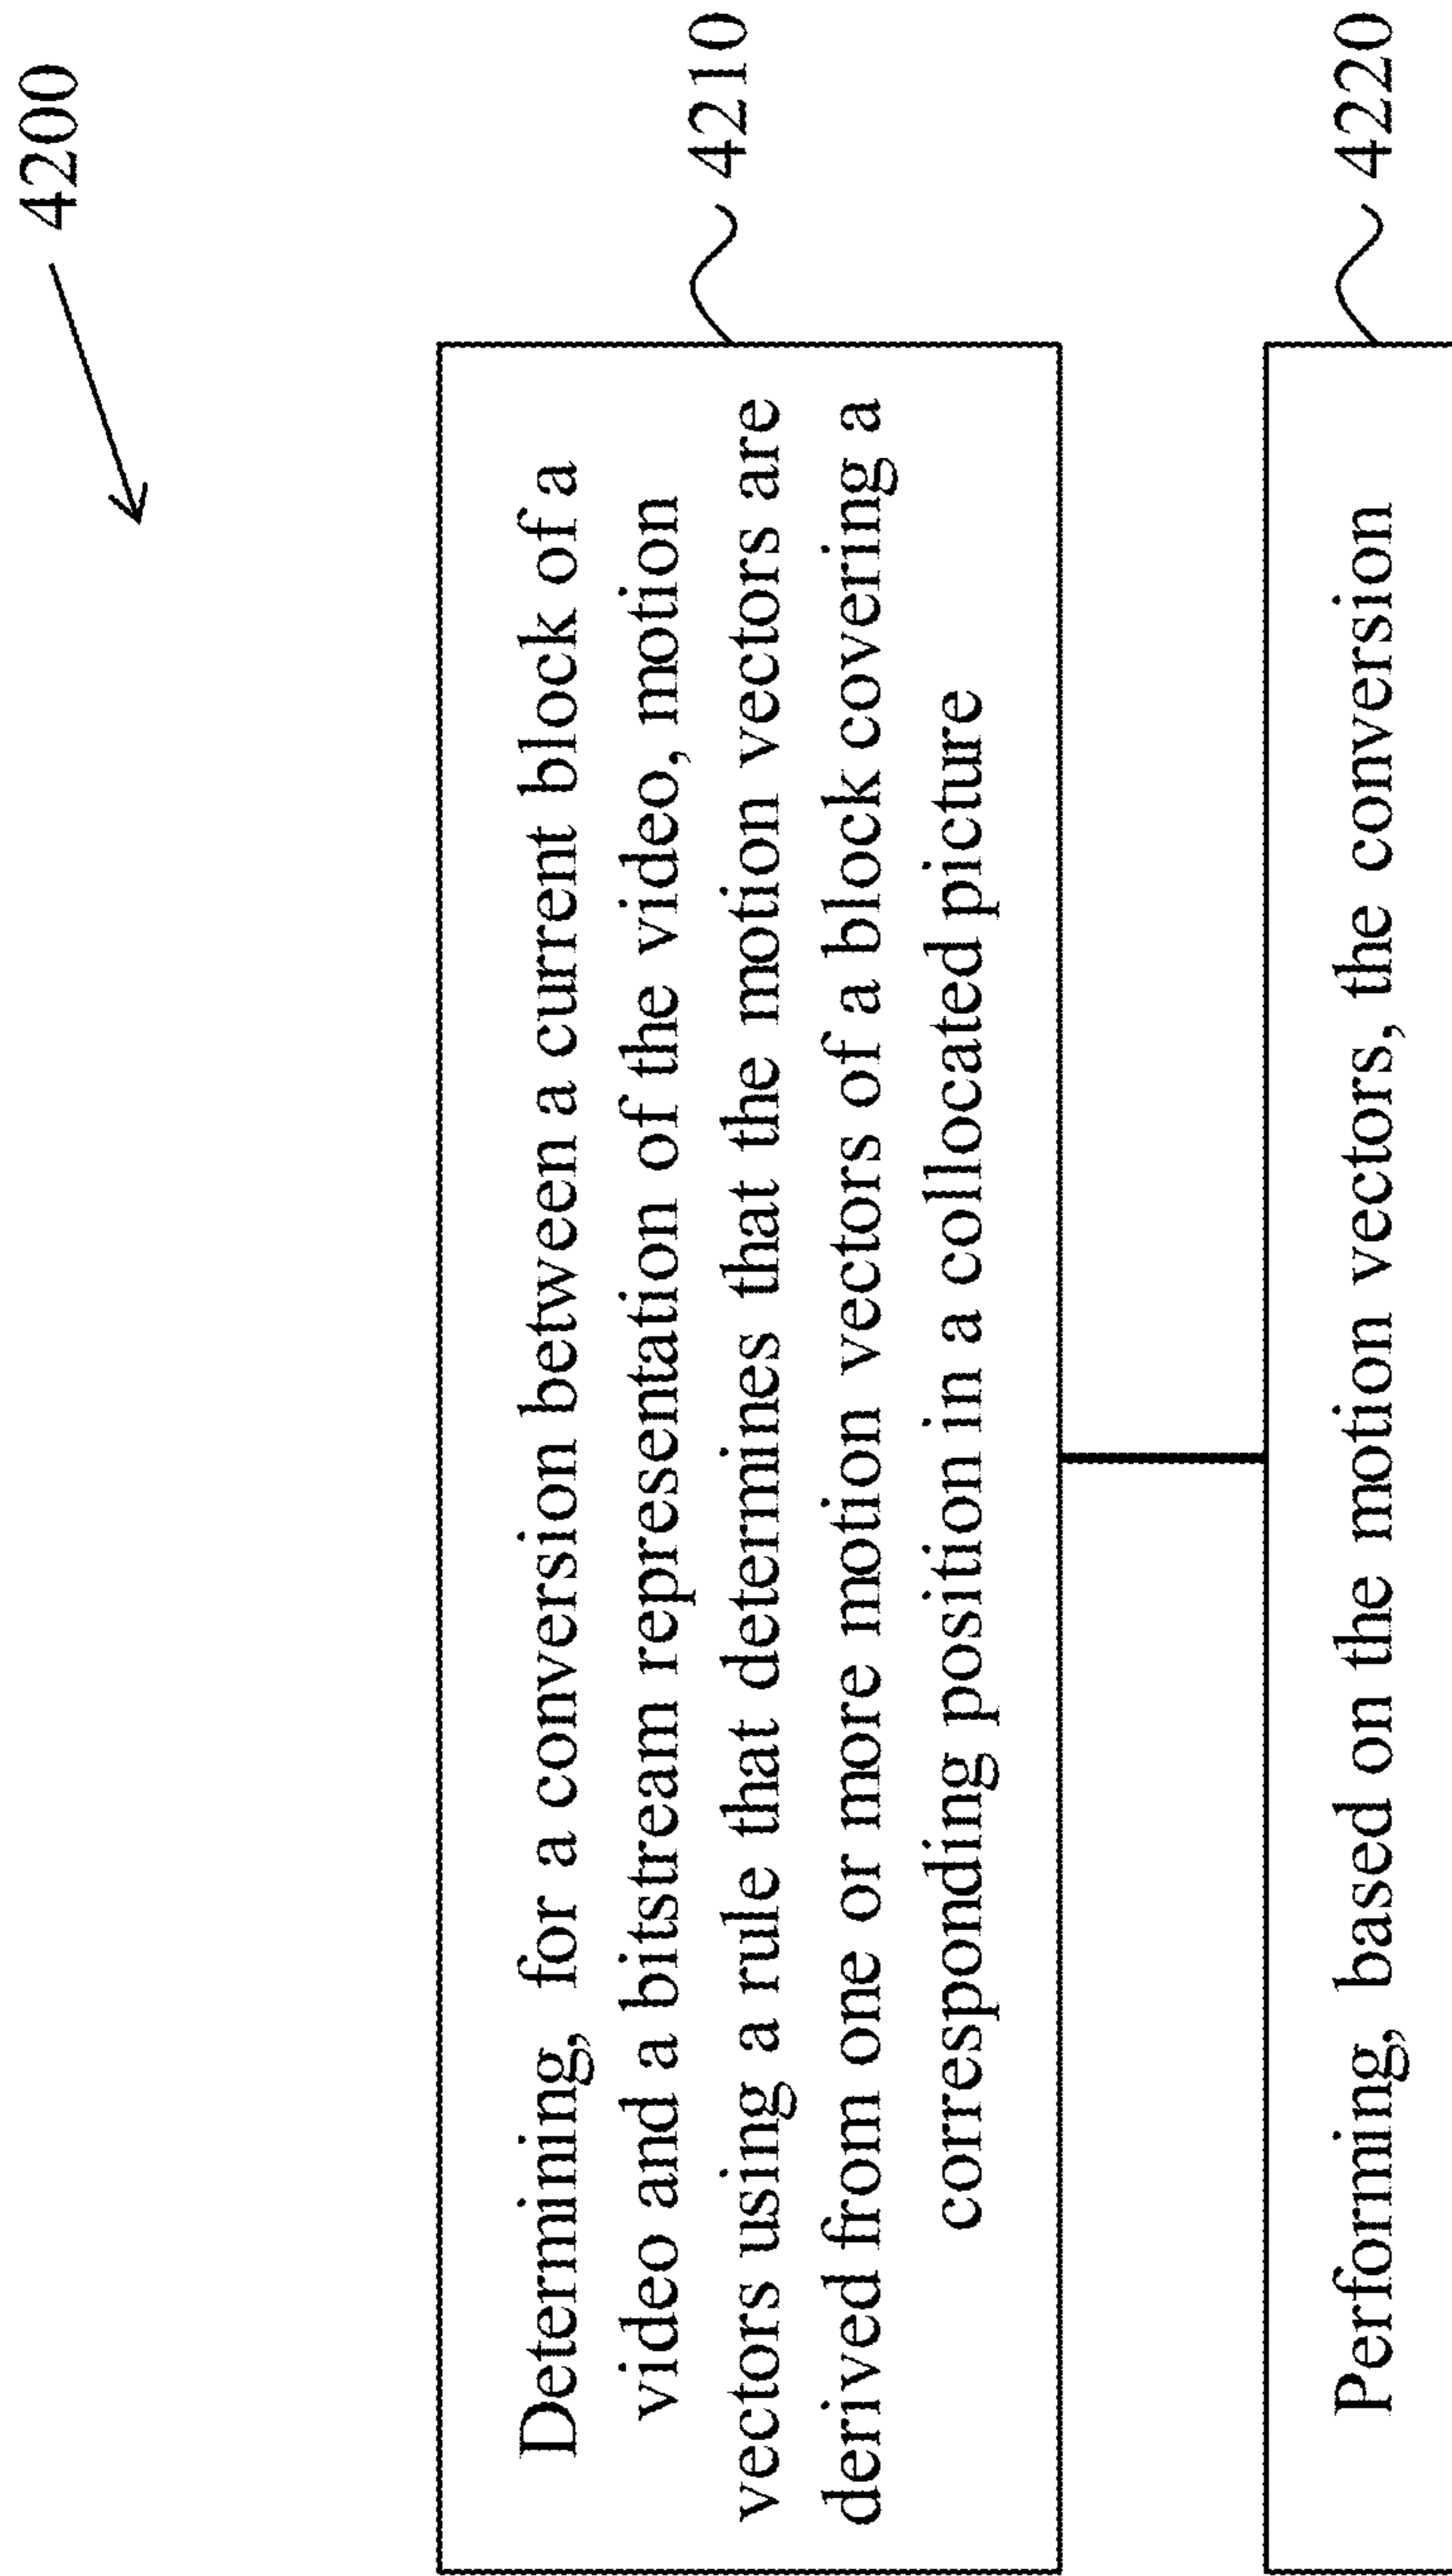 4200
Determining, for a conversion between a current block of a
video and a bitstream representation of the video, motion
vectors using a rule that determines that the motion vectors are
derived from one or more motion vectors of a block covering a
corresponding position in a collocated picture
4210
Performing, based on the motion vectors, the conversion
4220